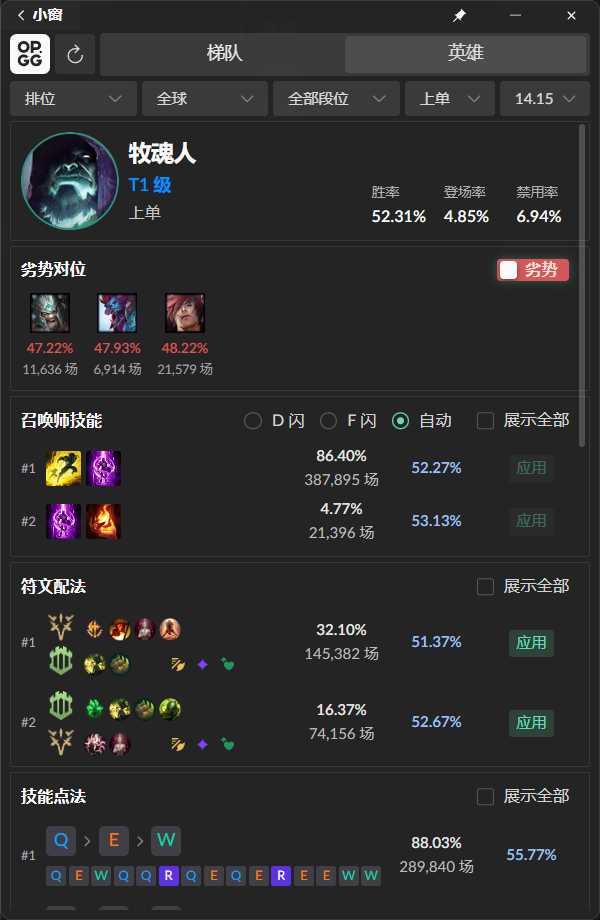 小窗
OP.GG
梯队 英雄
排位 全球 全部段位 上单 14.15
牧魂人
T1 级
上单
胜率 登场率 禁用率
52.31% 4.85% 6.94%
劣势对位 劣势
47.22% 47.93% 48.22%
11,636 场 6,914 场 21,579 场
召唤师技能 D 闪 F 闪 自动 展示全部
#1 86.40% 387,895 场 52.27% 应用
#2 4.77% 21,396 场 53.13% 应用
符文配法 展示全部
#1 32.10% 145,382 场 51.37% 应用
#2 16.37% 74,156 场 52.67% 应用
技能点法 展示全部
Q > E > W
#1 88.03% 289,840 场 55.77%
Q E W Q Q R Q E Q E R E E W W